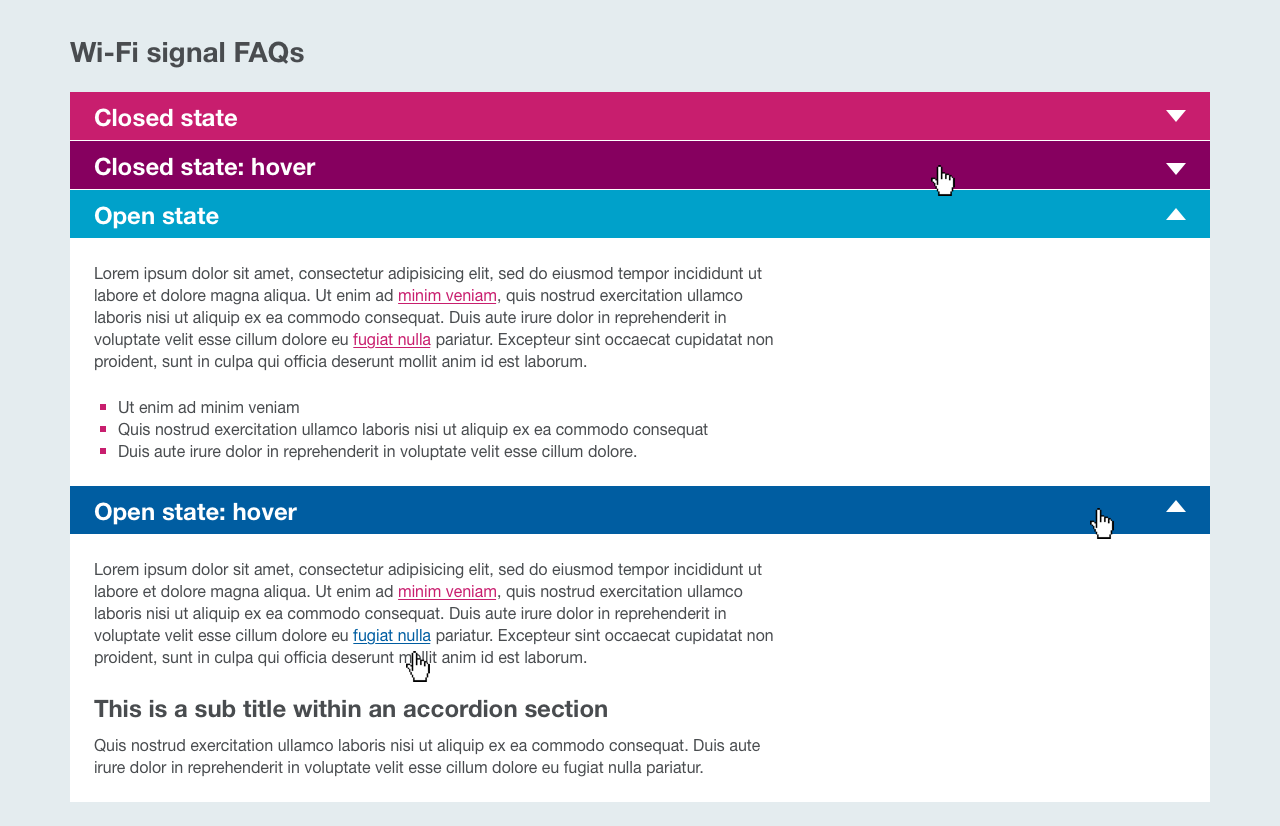 Wi-Fi signal FAQs
Closed state
Closed state: hover
Open state
Lorem ipsum dolor sit amet, consectetur adipisicing elit, sed do eiusmod tempor incididunt ut
labore et dolore magna aliqua. Ut enim ad minim veniam, quis nostrud exercitation ullamco
laboris nisi ut aliquip ex ea commodo consequat. Duis aute irure dolor in reprehenderit in
voluptate velit esse cillum dolore eu fugiat nulla pariatur. Excepteur sint occaecat cupidatat non
proident, sunt in culpa qui officia deserunt mollit anim id est laborum.
Ut enim ad minim veniam
Quis nostrud exercitation ullamco laboris nisi ut aliquip ex ea commodo consequat
Duis aute irure dolor in reprehenderit in voluptate velit esse cillum dolore.
Open state: hover
Lorem ipsum dolor sit amet, consectetur adipisicing elit, sed do eiusmod tempor incididunt ut
labore et dolore magna aliqua. Ut enim ad minim veniam, quis nostrud exercitation ullamco
laboris nisi ut aliquip ex ea commodo consequat. Duis aute irure dolor in reprehenderit in
voluptate velit esse cillum dolore eu fugiat nulla pariatur. Excepteur sint occaecat cupidatat non
proident, sunt in culpa qui officia deserunt mollit anim id est laborum.
This is a sub title within an accordion section
Quis nostrud exercitation ullamco laboris nisi ut aliquip ex ea commodo consequat. Duis aute
irure dolor in reprehenderit in voluptate velit esse cillum dolore eu fugiat nulla pariatur.